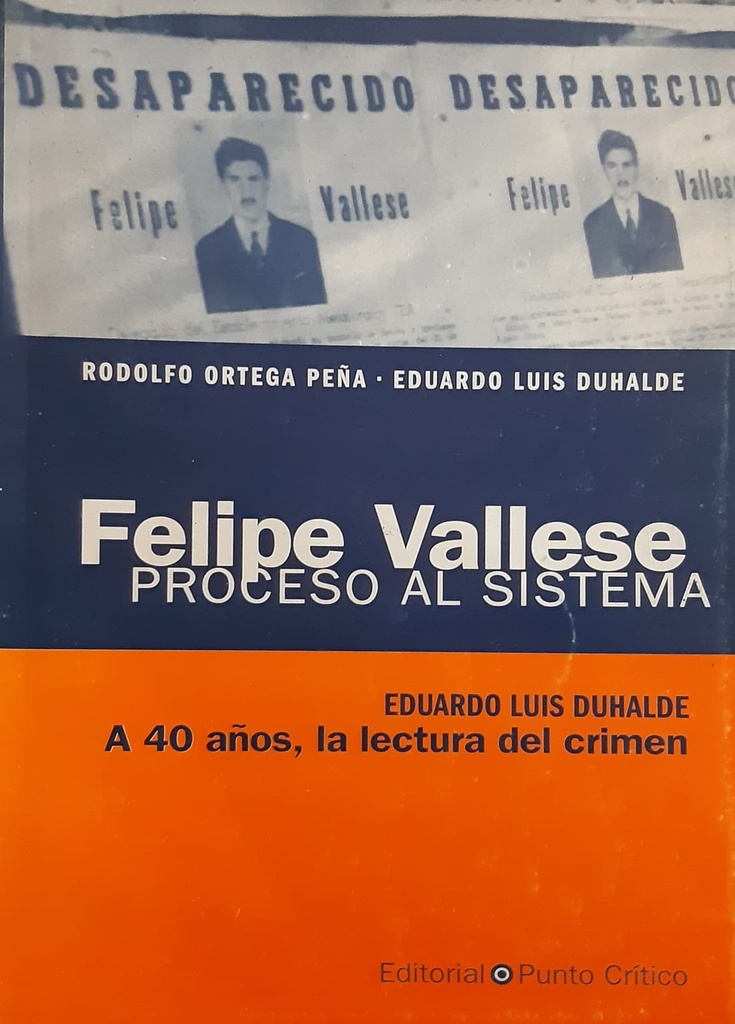 DESAPARECIDO DESAPARECIDO
Felipe Vallese Felipe Valles
RODOLFO ORTEGA PEÑA · EDUARDO LUIS DUHALDE
Felipe Vallese
PROCESO AL SISTEMA
EDUARDO LUIS DUHALDE
A 40 años, la lectura del crimen
Editorial Punto Crítico